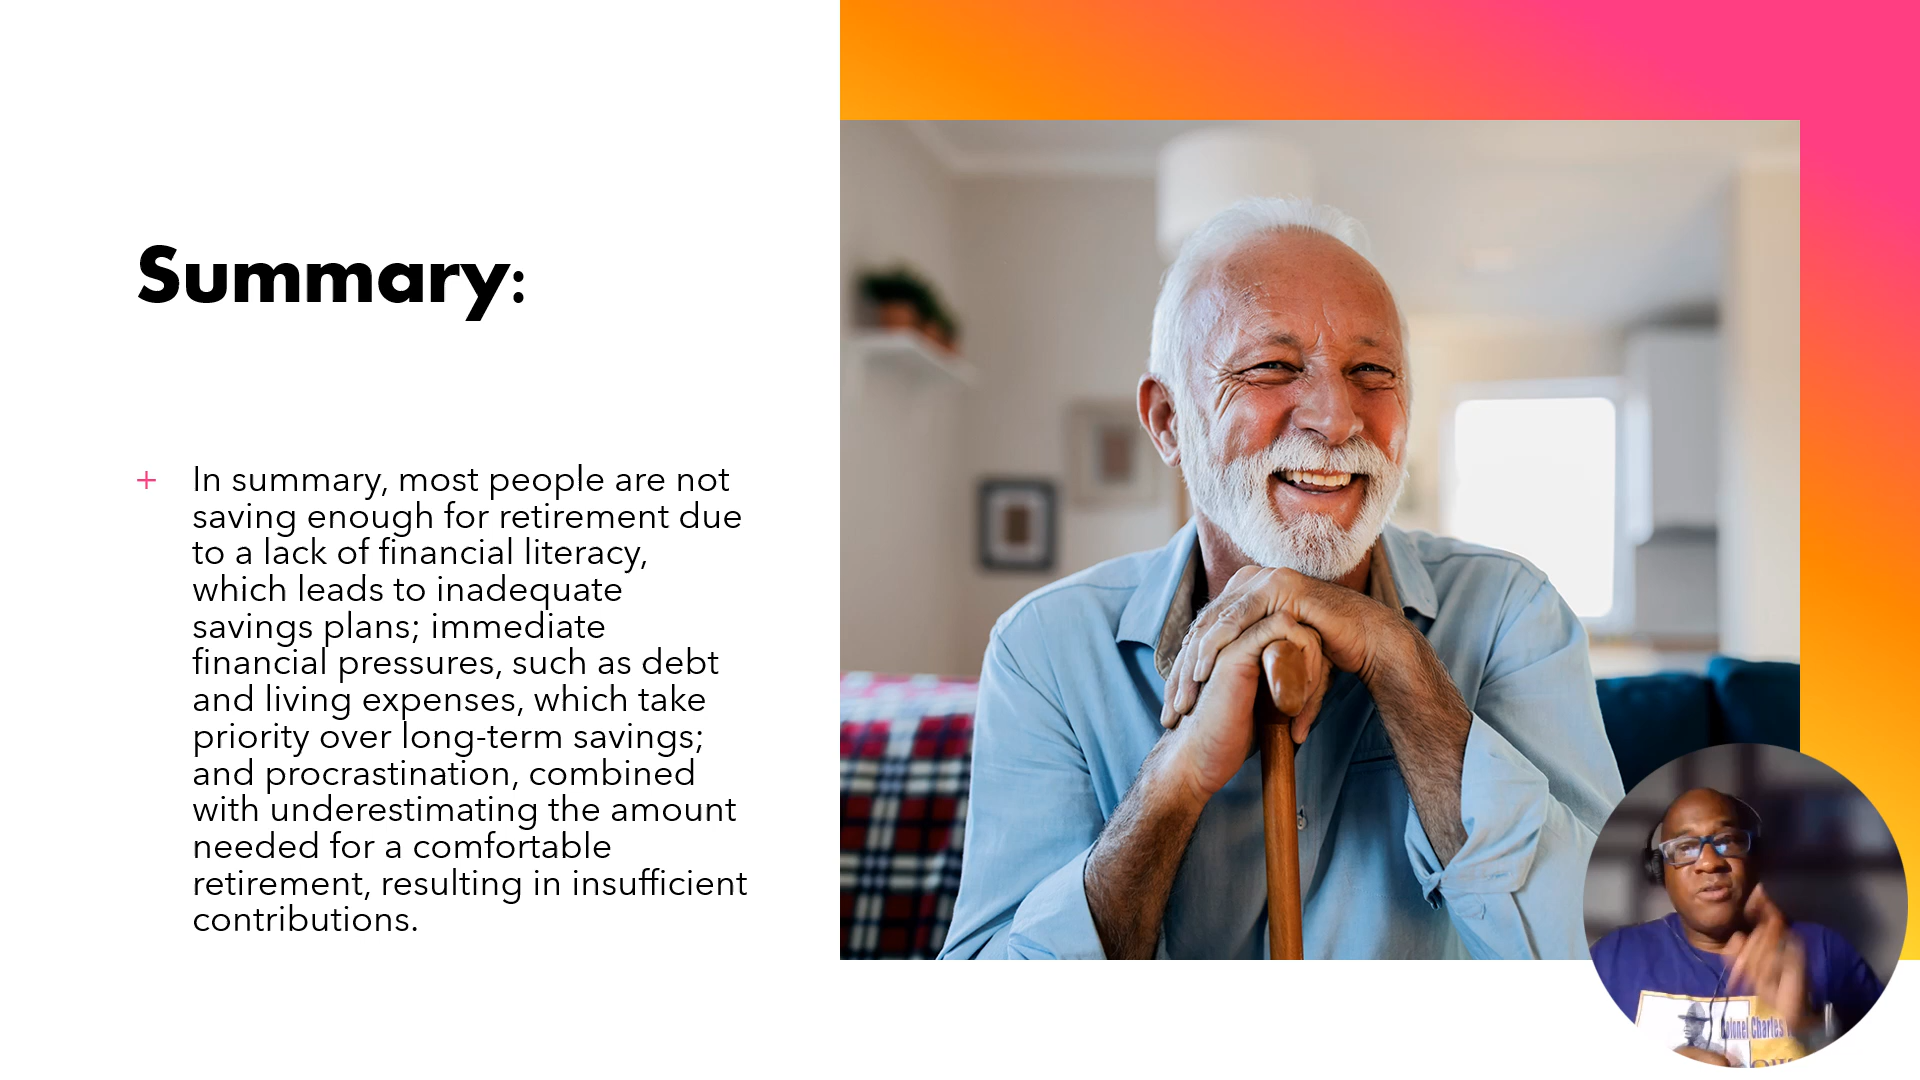 Summary:
+ In summary, most people are not
saving enough for retirement due
to a lack of financial literacy,
which leads to inadequate
savings plans; immediate
financial pressures, such as debt
and living expenses, which take
priority over long-term savings;
and procrastination, combined
with underestimating the amount
needed for a comfortable
retirement, resulting in insufficient
contributions.
Colonel Charles